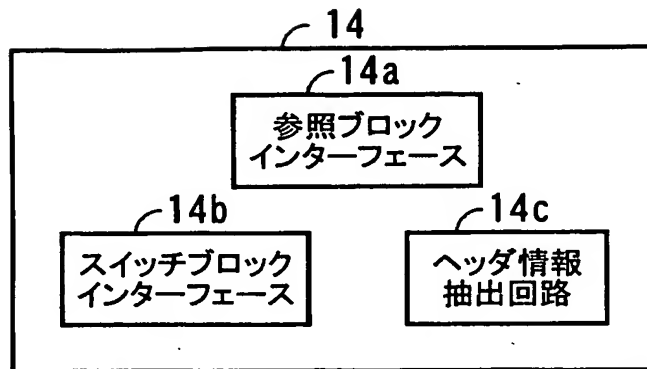 14
14a
参照ブロック
インターフェース
14b
スイッチブロック
インターフェース
14c
ヘッダ情報
抽出回路